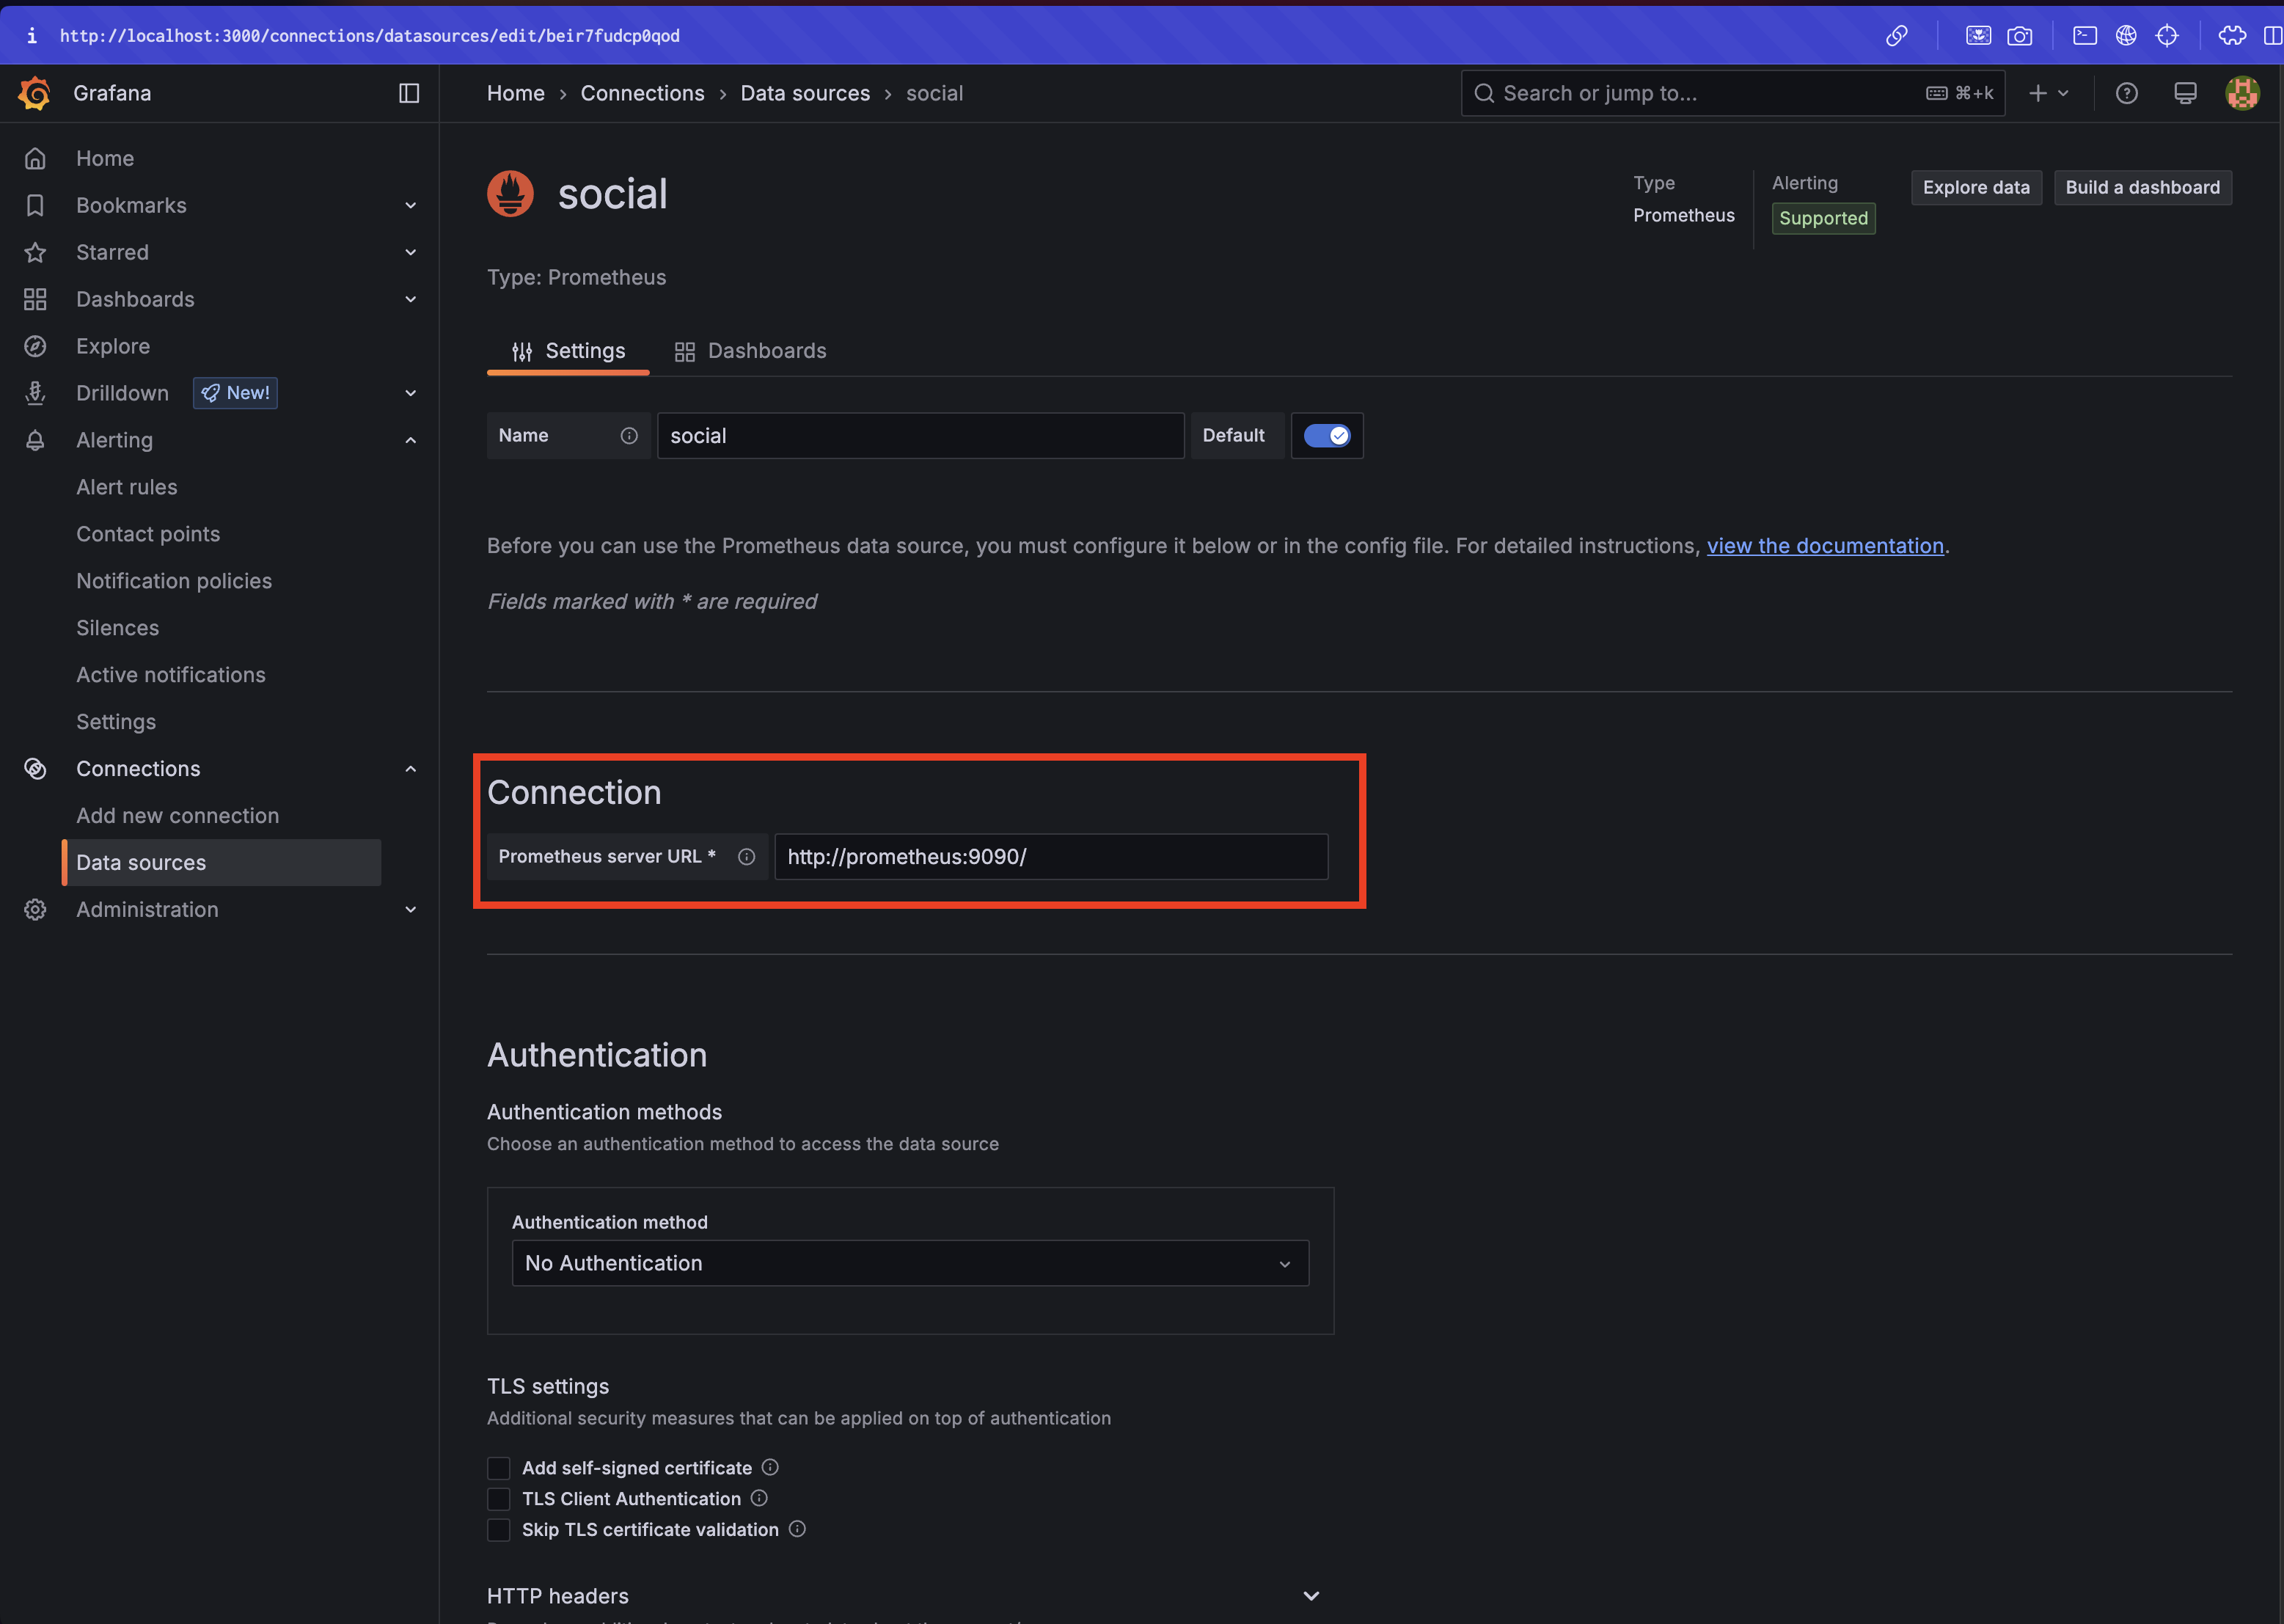 http://localhost:3000/connections/datasources/edit/beir7fudcp0qod
Grafana
Home › Connections › Data sources › social
Search or jump to...
⌘+k
Home
Bookmarks
Starred
Dashboards
Explore
Drilldown
New!
Alerting
Alert rules
Contact points
Notification policies
Silences
Active notifications
Settings
Connections
Add new connection
Data sources
Administration
social
Type
Prometheus
Alerting
Supported
Explore data
Build a dashboard
Type: Prometheus
Settings
Dashboards
Name
social
Default
Before you can use the Prometheus data source, you must configure it below or in the config file. For detailed instructions, view the documentation.
Fields marked with * are required
Connection
Prometheus server URL *
http://prometheus:9090/
Authentication
Authentication methods
Choose an authentication method to access the data source
Authentication method
No Authentication
TLS settings
Additional security measures that can be applied on top of authentication
Add self-signed certificate
TLS Client Authentication
Skip TLS certificate validation
HTTP headers